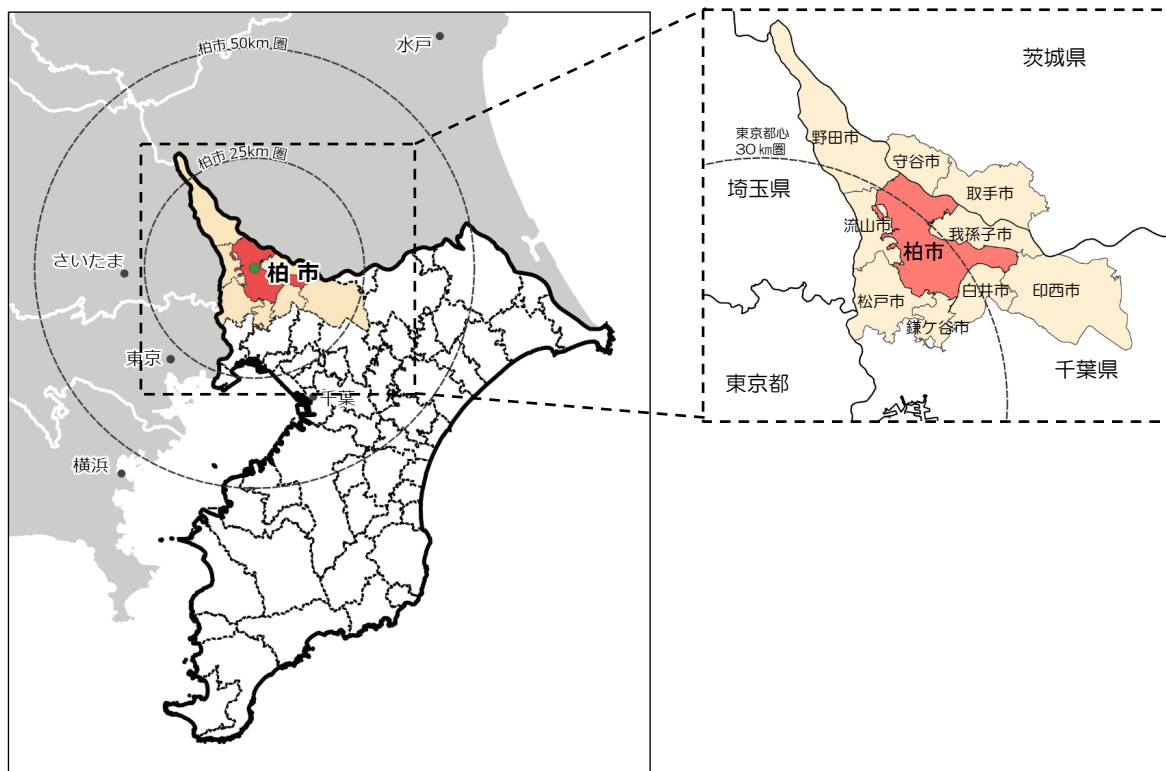 柏市 50km 圏
水戸
柏市 25km 圏
さいたま
柏 市
東京
千葉
横浜
茨城県
東京都心
30 km圏
野田市
守谷市
埼玉県
取手市
流山市
我孫子市
柏市
松戸市
白井市
印西市
鎌ケ谷市
東京都
千葉県